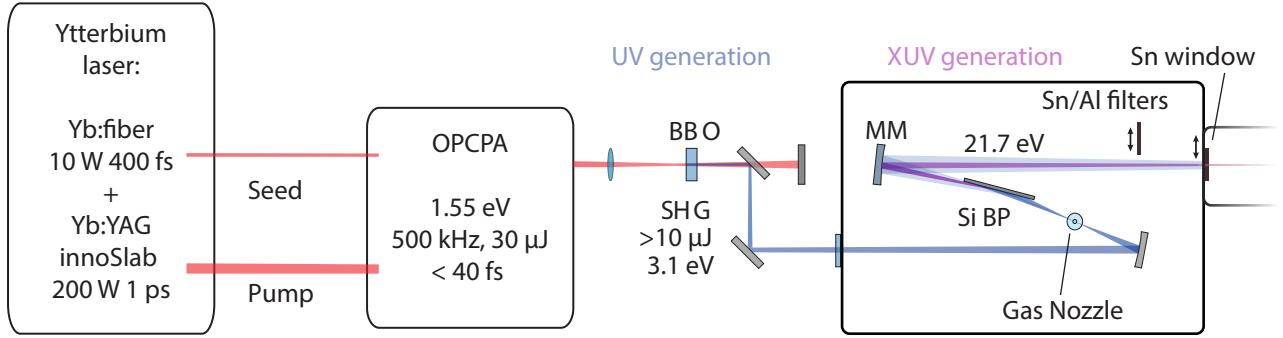 Ytterbium
laser:
Yb:fiber
10 W 400 fs
+
Yb:YAG
innoSlab
200 W 1 ps
Seed
Pump
OPCPA
1.55 eV
500 kHz, 30 µJ
< 40 fs
UV generation
BBO
SHG
>10 µJ
3.1 eV
XUV generation
MM
21.7 eV
Sn/Al filters
Sn window
Si BP
Gas Nozzle